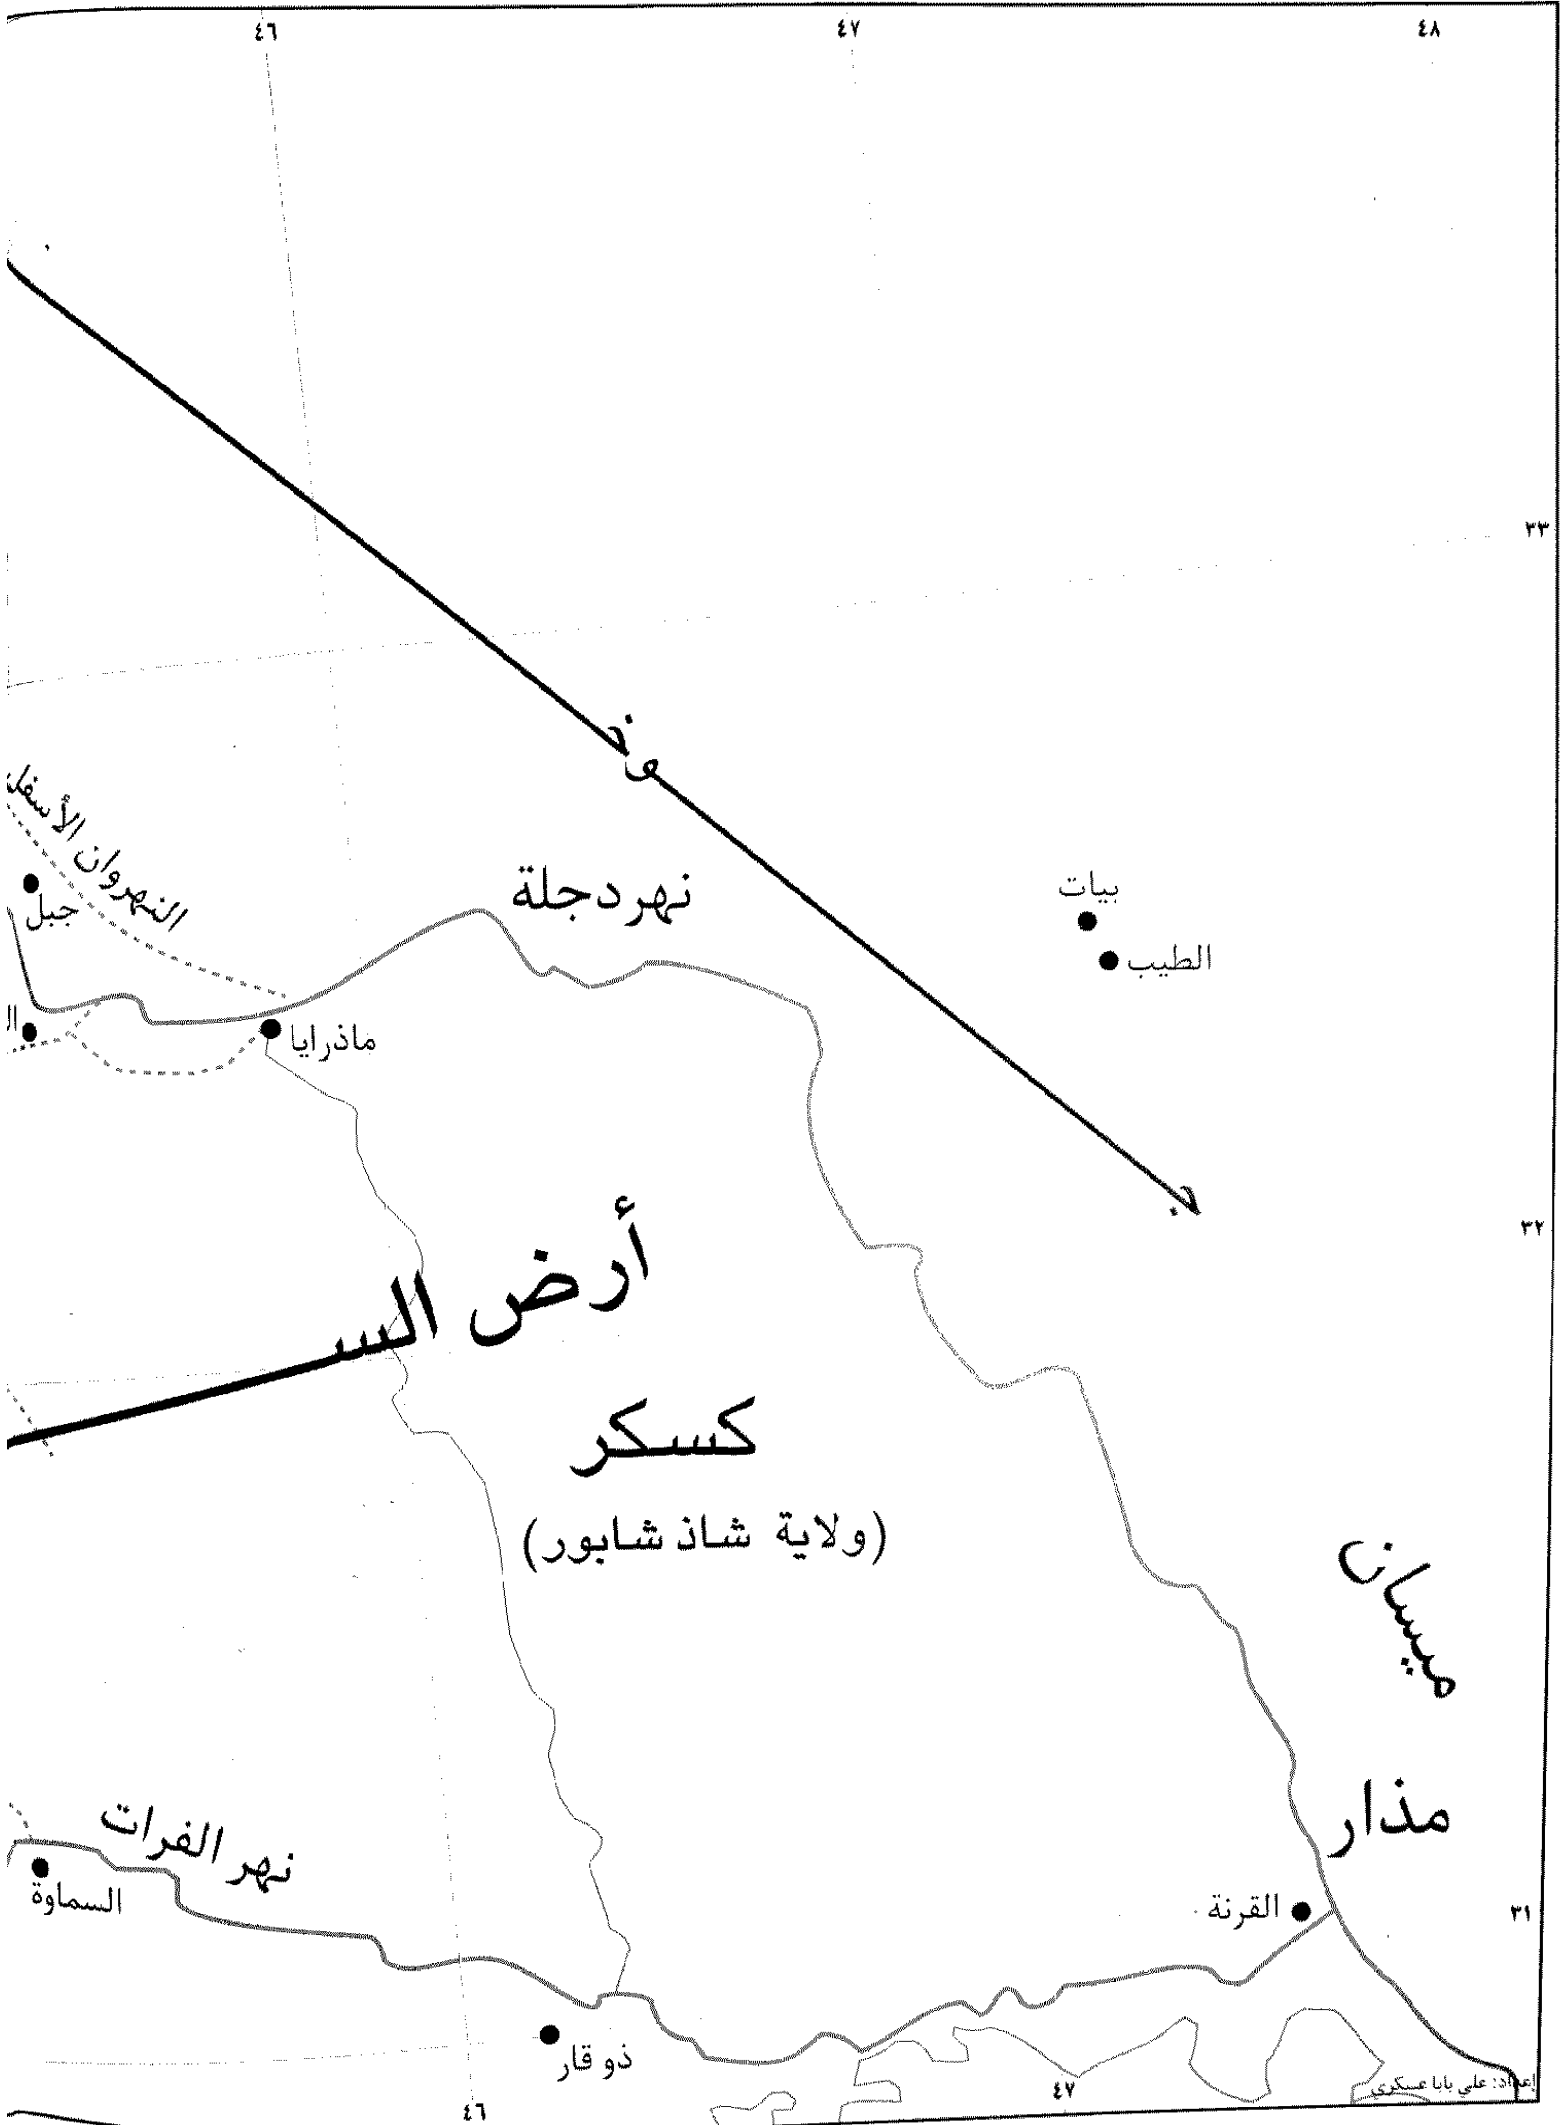 ٤٦
٤٧
٤٨
٣٣
النهروان الأسفل
جبل
نهر دجلة
بيات
الطيب
ماذرايا
٣٢
أرض الس
كسكر
(ولاية شاذ شابور)
ميسان
مذار
نهر الفرات
السماوة
القرنة
٣١
ذو قار
إعداد: علي بابا عسكري
٤٧
٤٦